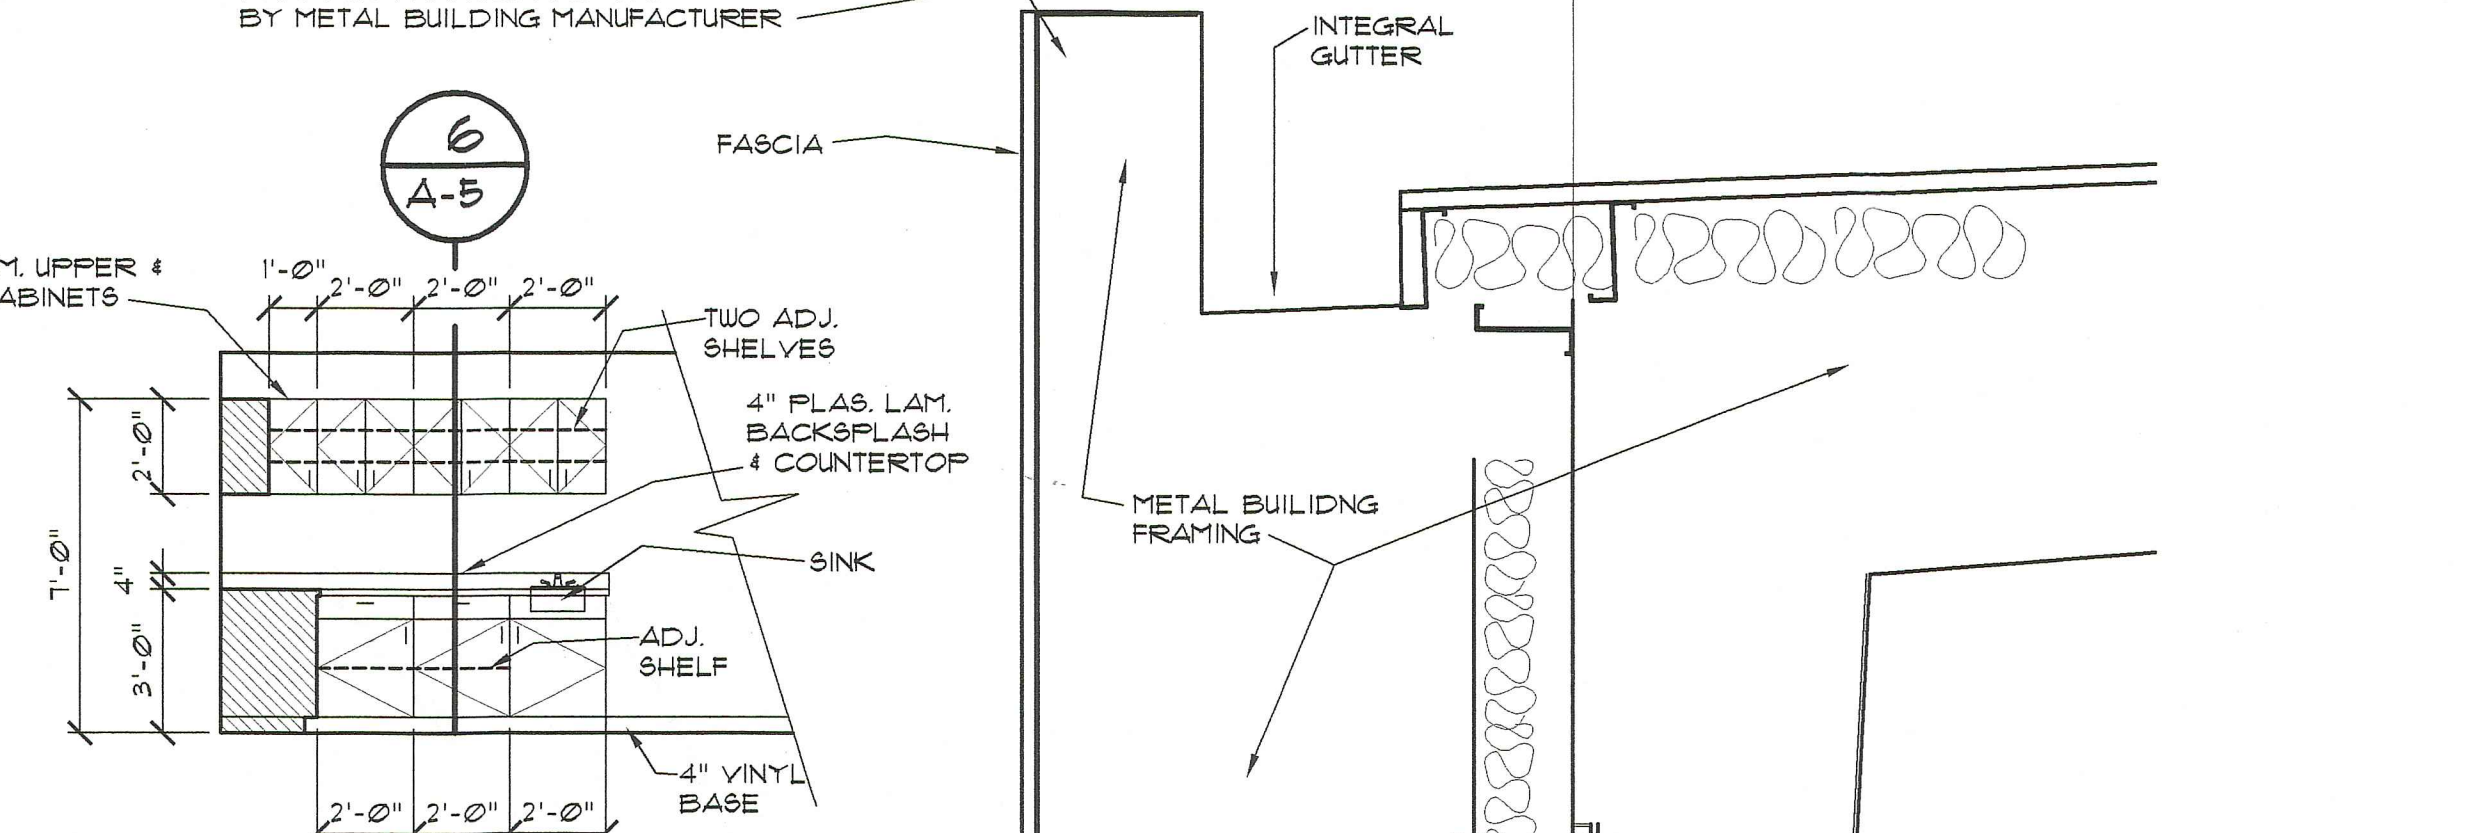 BY METAL BUILDING MANUFACTURER
INTEGRAL
GUTTER
6
A-5
FASCIA
M. UPPER &
ABINETS
1'-0"
2'-0"
2'-0"
2'-0"
TWO ADJ.
SHELVES
4" PLAS. LAM.
BACKSPLASH
& COUNTERTOP
2'-0"
7'-0"
4"
3'-0"
SINK
ADJ.
SHELF
METAL BUILIDNG
FRAMING
4" VINYL
BASE
2'-0"
2'-0"
2'-0"